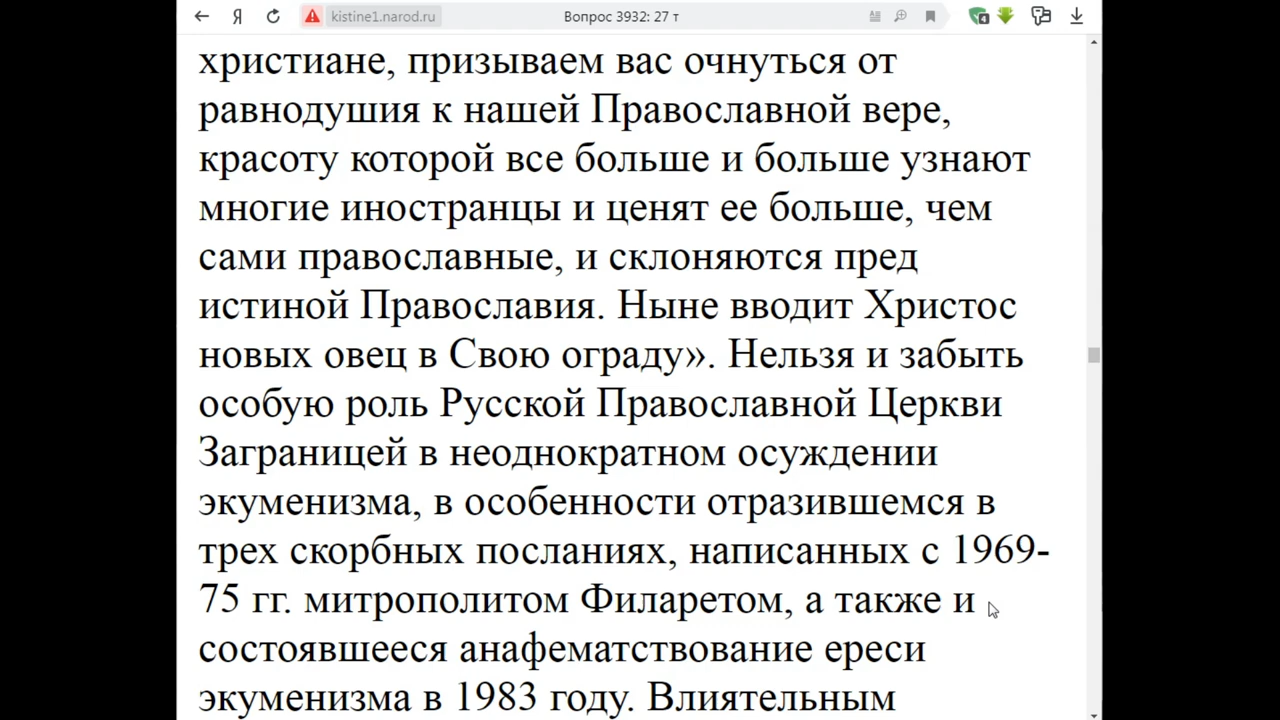 kistine1.narod.ru
Вопрос 3932: 27 т
христиане, призываем вас очнуться от
равнодушия к нашей Православной вере,
красоту которой все больше и больше узнают
многие иностранцы и ценят ее больше, чем
сами православные, и склоняются пред
истиной Православия. Ныне вводит Христос
новых овец в Свою ограду». Нельзя и забыть
особую роль Русской Православной Церкви
Заграницей в неоднократном осуждении
экуменизма, в особенности отразившемся в
трех скорбных посланиях, написанных с 1969-
75 гг. митрополитом Филаретом, а также и
состоявшееся анафематствование ереси
экуменизма в 1983 году. Влиятельным